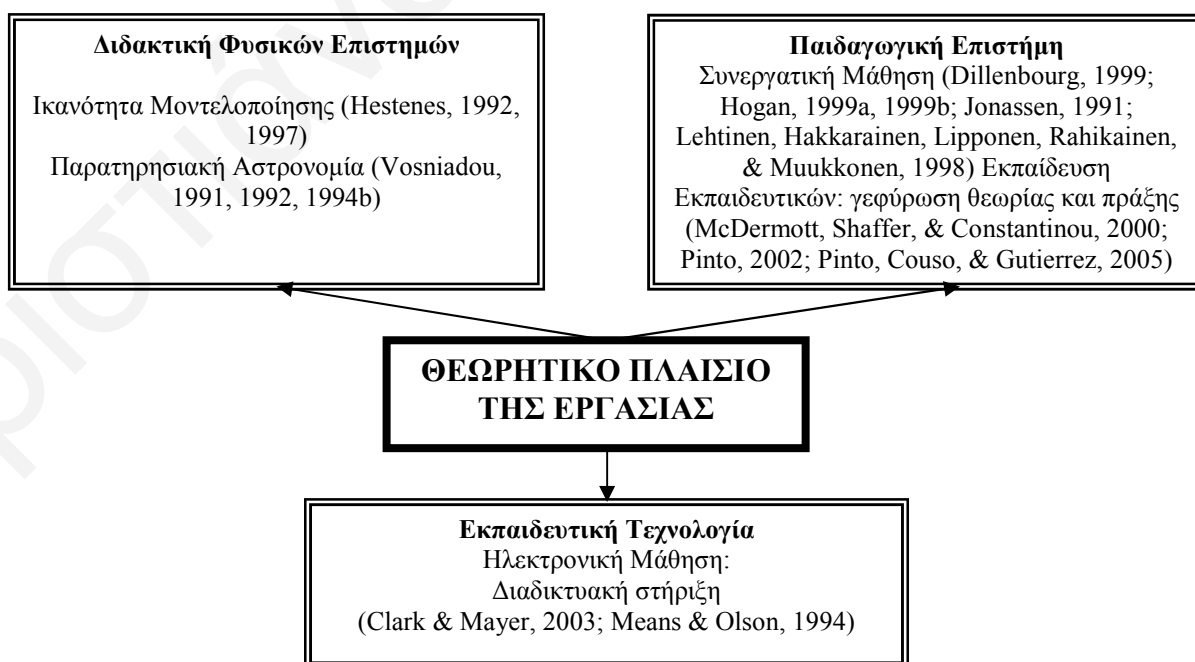 Διδακτική Φυσικών Επιστημών
Ικανότητα Μοντελοποίησης (Hestenes, 1992,
1997)
Παρατηρησιακή Αστρονομία (Vosniadou,
1991, 1992, 1994b)
Παιδαγωγική Επιστήμη
Συνεργατική Μάθηση (Dillenbourg, 1999;
Hogan, 1999a, 1999b; Jonassen, 1991;
Lehtinen, Hakkarainen, Lipponen, Rahikainen,
& Muukkonen, 1998) Εκπαίδευση
Εκπαιδευτικών: γεφύρωση θεωρίας και πράξης
(McDermott, Shaffer, & Constantinou, 2000;
Pinto, 2002; Pinto, Couso, & Gutierrez, 2005)
ΘΕΩΡΗΤΙΚΟ ΠΛΑΙΣΙΟ
ΤΗΣ ΕΡΓΑΣΙΑΣ
Εκπαιδευτική Τεχνολογία
Ηλεκτρονική Μάθηση:
Διαδικτυακή στήριξη
(Clark & Mayer, 2003; Means & Olson, 1994)